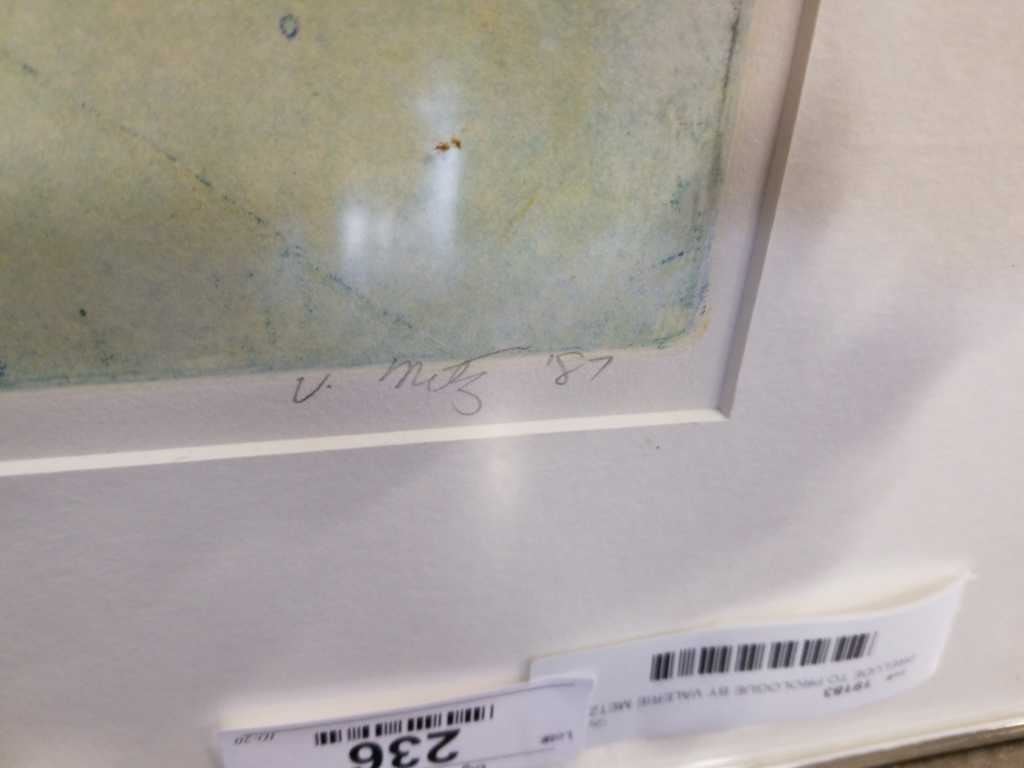 V. Metz '87
19183
PRELUDE TO PROLOGUE BY VALERIE METZ
Lot#
236